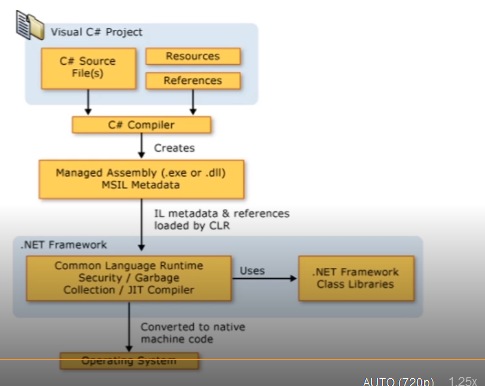 Visual C# Project
C# Source
File(s)
Resources
References
C# Compiler
Creates
Managed Assembly (.exe or .dll)
MSIL Metadata
IL metadata & references
loaded by CLR
.NET Framework
Common Language Runtime
Security / Garbage
Collection / JIT Compiler
Uses
.NET Framework
Class Libraries
Converted to native
machine code
Operating System
AUTO (720p) 1.25x